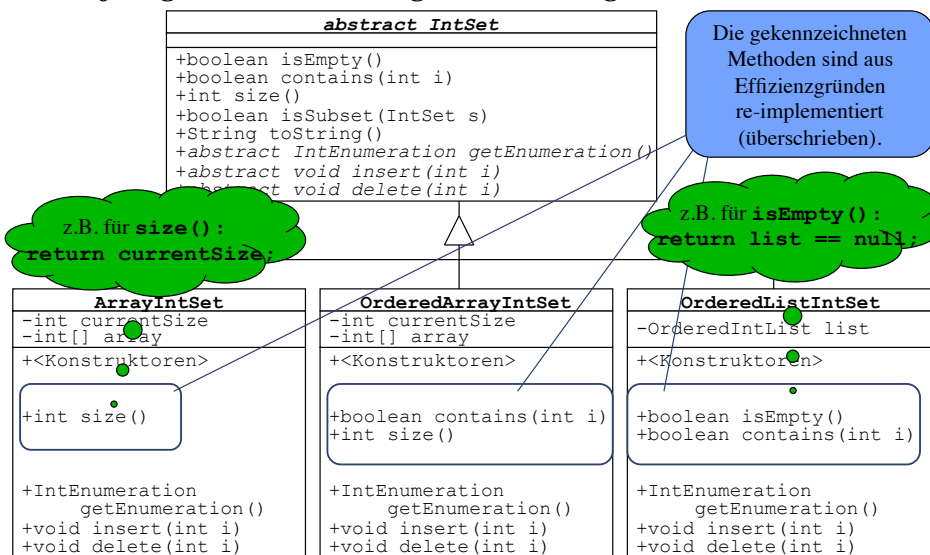 abstract IntSet
+boolean isEmpty()
+boolean contains(int i)
+int size()
+boolean isSubset(IntSet s)
+String toString()
+abstract IntEnumeration getEnumeration()
+abstract void insert(int i)
+abstract void delete(int i)
Die gekennzeichneten
Methoden sind aus
Effizienzgründen
re-implementiert
(überschrieben).
z.B. für size():
return currentSize;
z.B. für isEmpty():
return list == null;
ArrayIntSet
-int currentSize
-int[] array
+<Konstruktoren>
+int size()
+IntEnumeration
getEnumeration()
+void insert(int i)
+void delete(int i)
OrderedArrayIntSet
-int currentSize
-int[] array
+<Konstruktoren>
+boolean contains(int i)
+int size()
+IntEnumeration
getEnumeration()
+void insert(int i)
+void delete(int i)
OrderedListIntSet
-OrderedIntList list
+<Konstruktoren>
+boolean isEmpty()
+boolean contains(int i)
+IntEnumeration
getEnumeration()
+void insert(int i)
+void delete(int i)